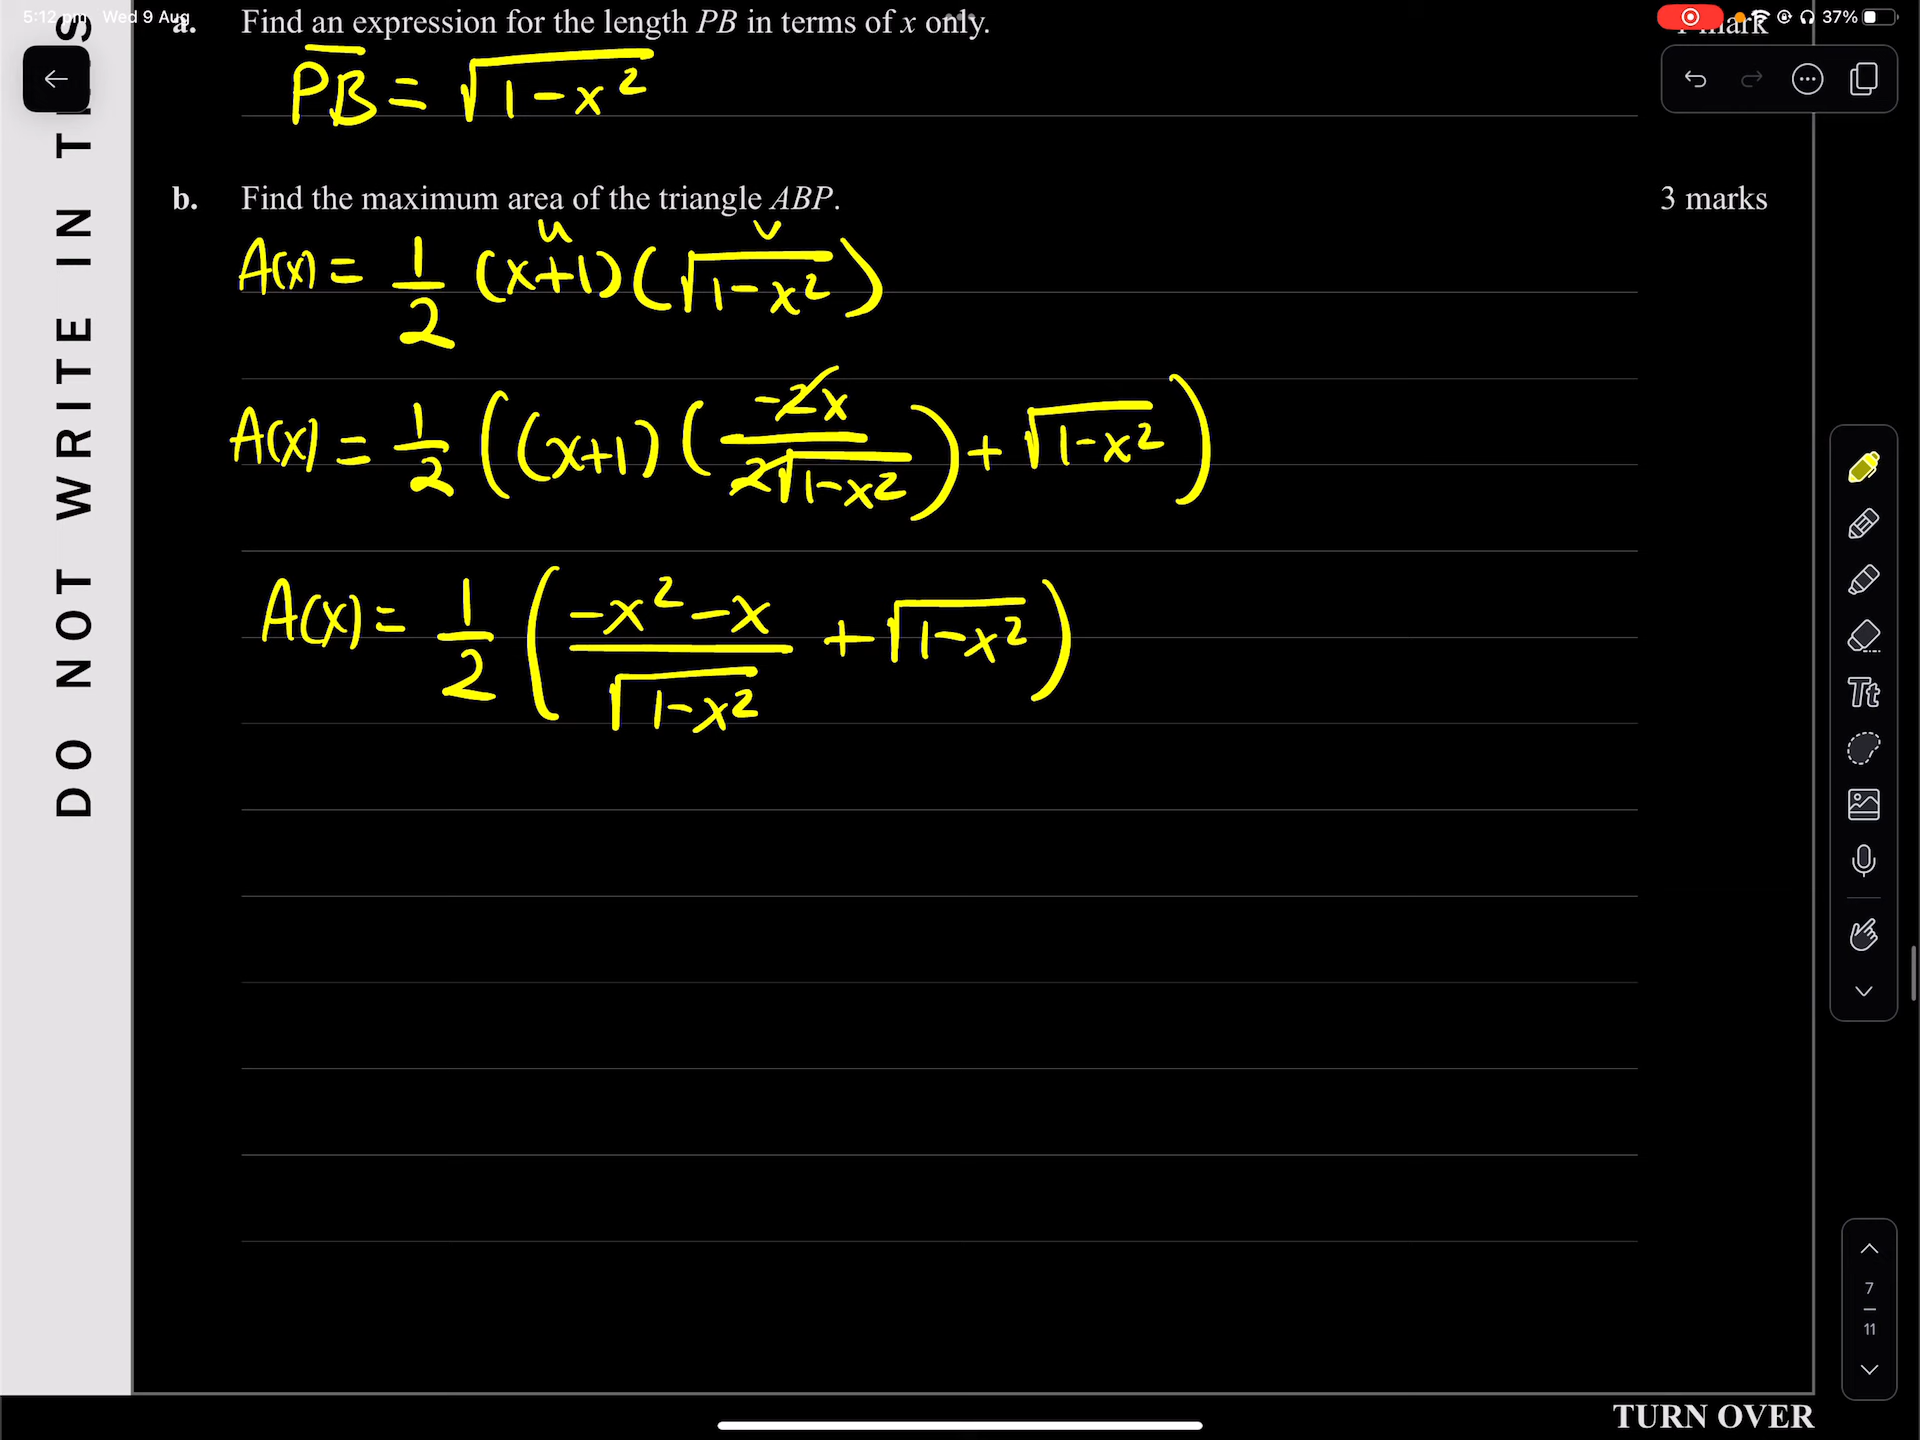 5:12 pm Wed 9 Aug
37%
a. Find an expression for the length PB in terms of x only.
mark
PB = √(1-x²)
b. Find the maximum area of the triangle ABP. 3 marks
u v
A(x) = 1/2 (x+1)(√(1-x²))
A(x) = 1/2 ((x+1)(-2x/2√(1-x²)) + √(1-x²))
A(x) = 1/2 (-x²-x/√(1-x²) + √(1-x²))
DO NOT WRITE IN
Tt
7
11
TURN OVER